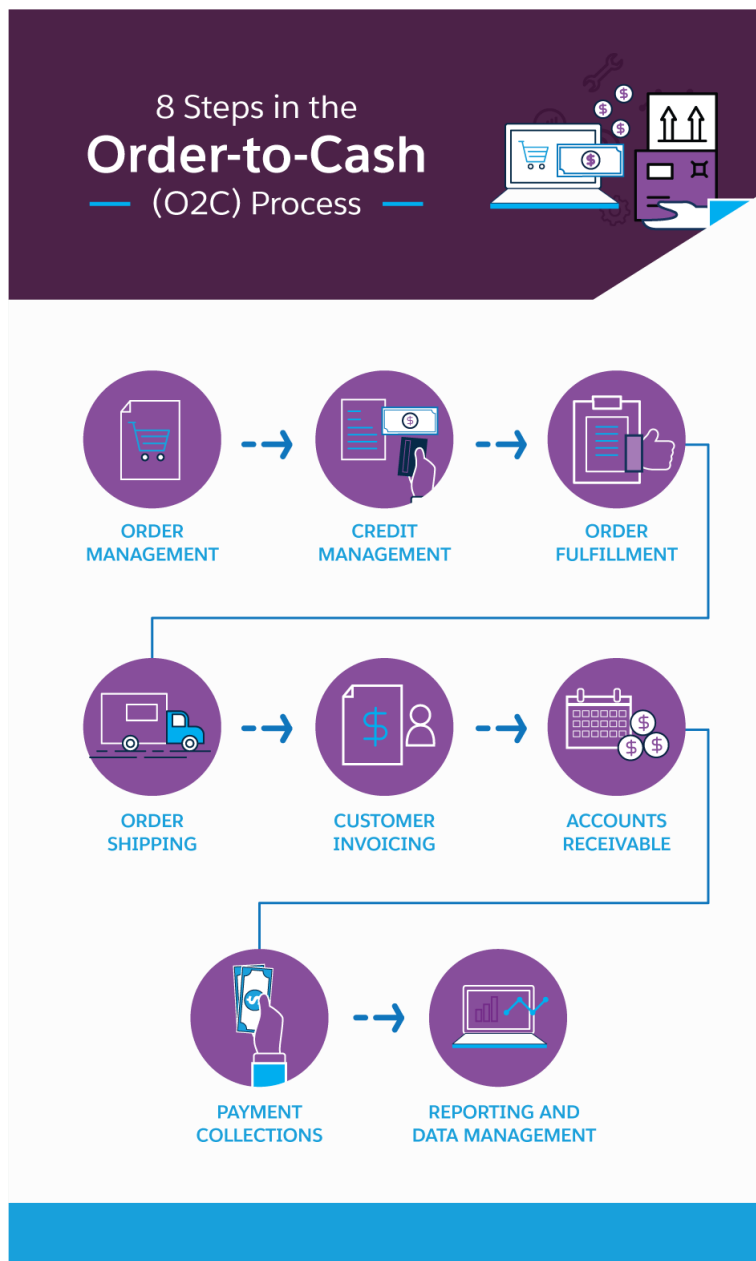 8 Steps in the
Order-to-Cash
(O2C) Process
ORDER
MANAGEMENT
CREDIT
MANAGEMENT
ORDER
FULFILLMENT
ORDER
SHIPPING
CUSTOMER
INVOICING
ACCOUNTS
RECEIVABLE
PAYMENT
COLLECTIONS
REPORTING AND
DATA MANAGEMENT